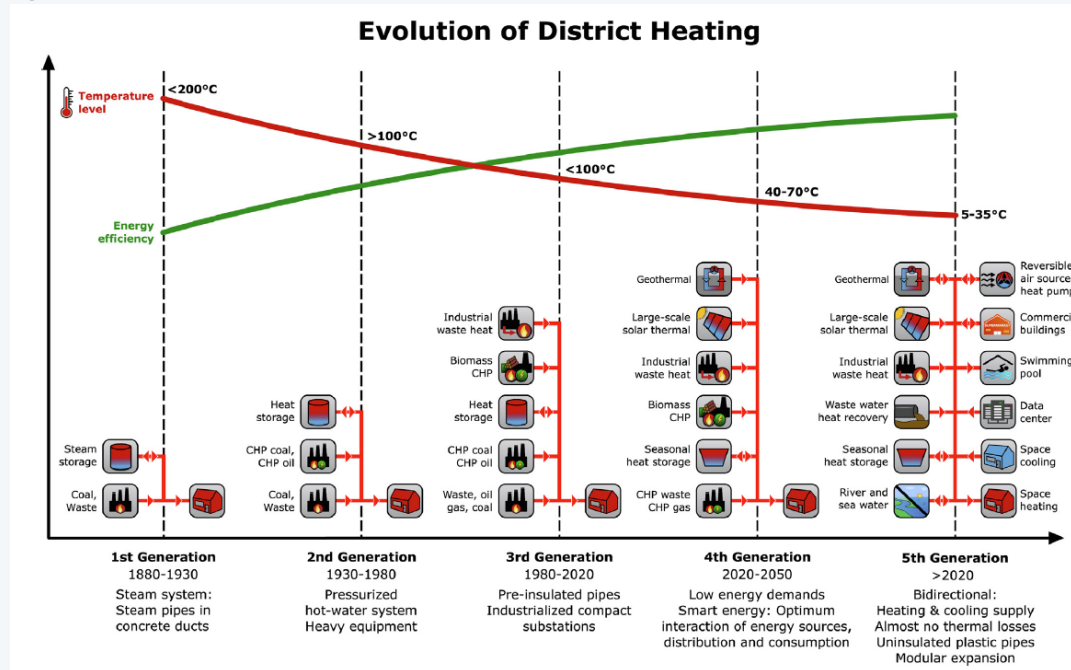 Evolution of District Heating
Temperature
level
<200°C
>100°C
<100°C
40-70°C
5-35°C
Energy
efficiency
Steam
storage
Coal,
Waste
Heat
storage
CHP coal,
CHP oil
Coal,
Waste
Industrial
waste heat
Biomass
CHP
Heat
storage
CHP coal
CHP oil
Waste, oil
gas, coal
Geothermal
Large-scale
solar thermal
Industrial
waste heat
Biomass
CHP
Seasonal
heat storage
CHP waste
CHP gas
Geothermal
Large-scale
solar thermal
Industrial
waste heat
Waste water
heat recovery
Seasonal
heat storage
River and
sea water
Reversible
air source
heat pump
Commerci
buildings
Swimming
pool
Data
center
Space
cooling
Space
heating
1st Generation
1880-1930
Steam system:
Steam pipes in
concrete ducts
2nd Generation
1930-1980
Pressurized
hot-water system
Heavy equipment
3rd Generation
1980-2020
Pre-insulated pipes
Industrialized compact
substations
4th Generation
2020-2050
Low energy demands
Smart energy: Optimum
interaction of energy sources,
distribution and consumption
5th Generation
>2020
Bidirectional:
Heating & cooling supply
Almost no thermal losses
Uninsulated plastic pipes
Modular expansion